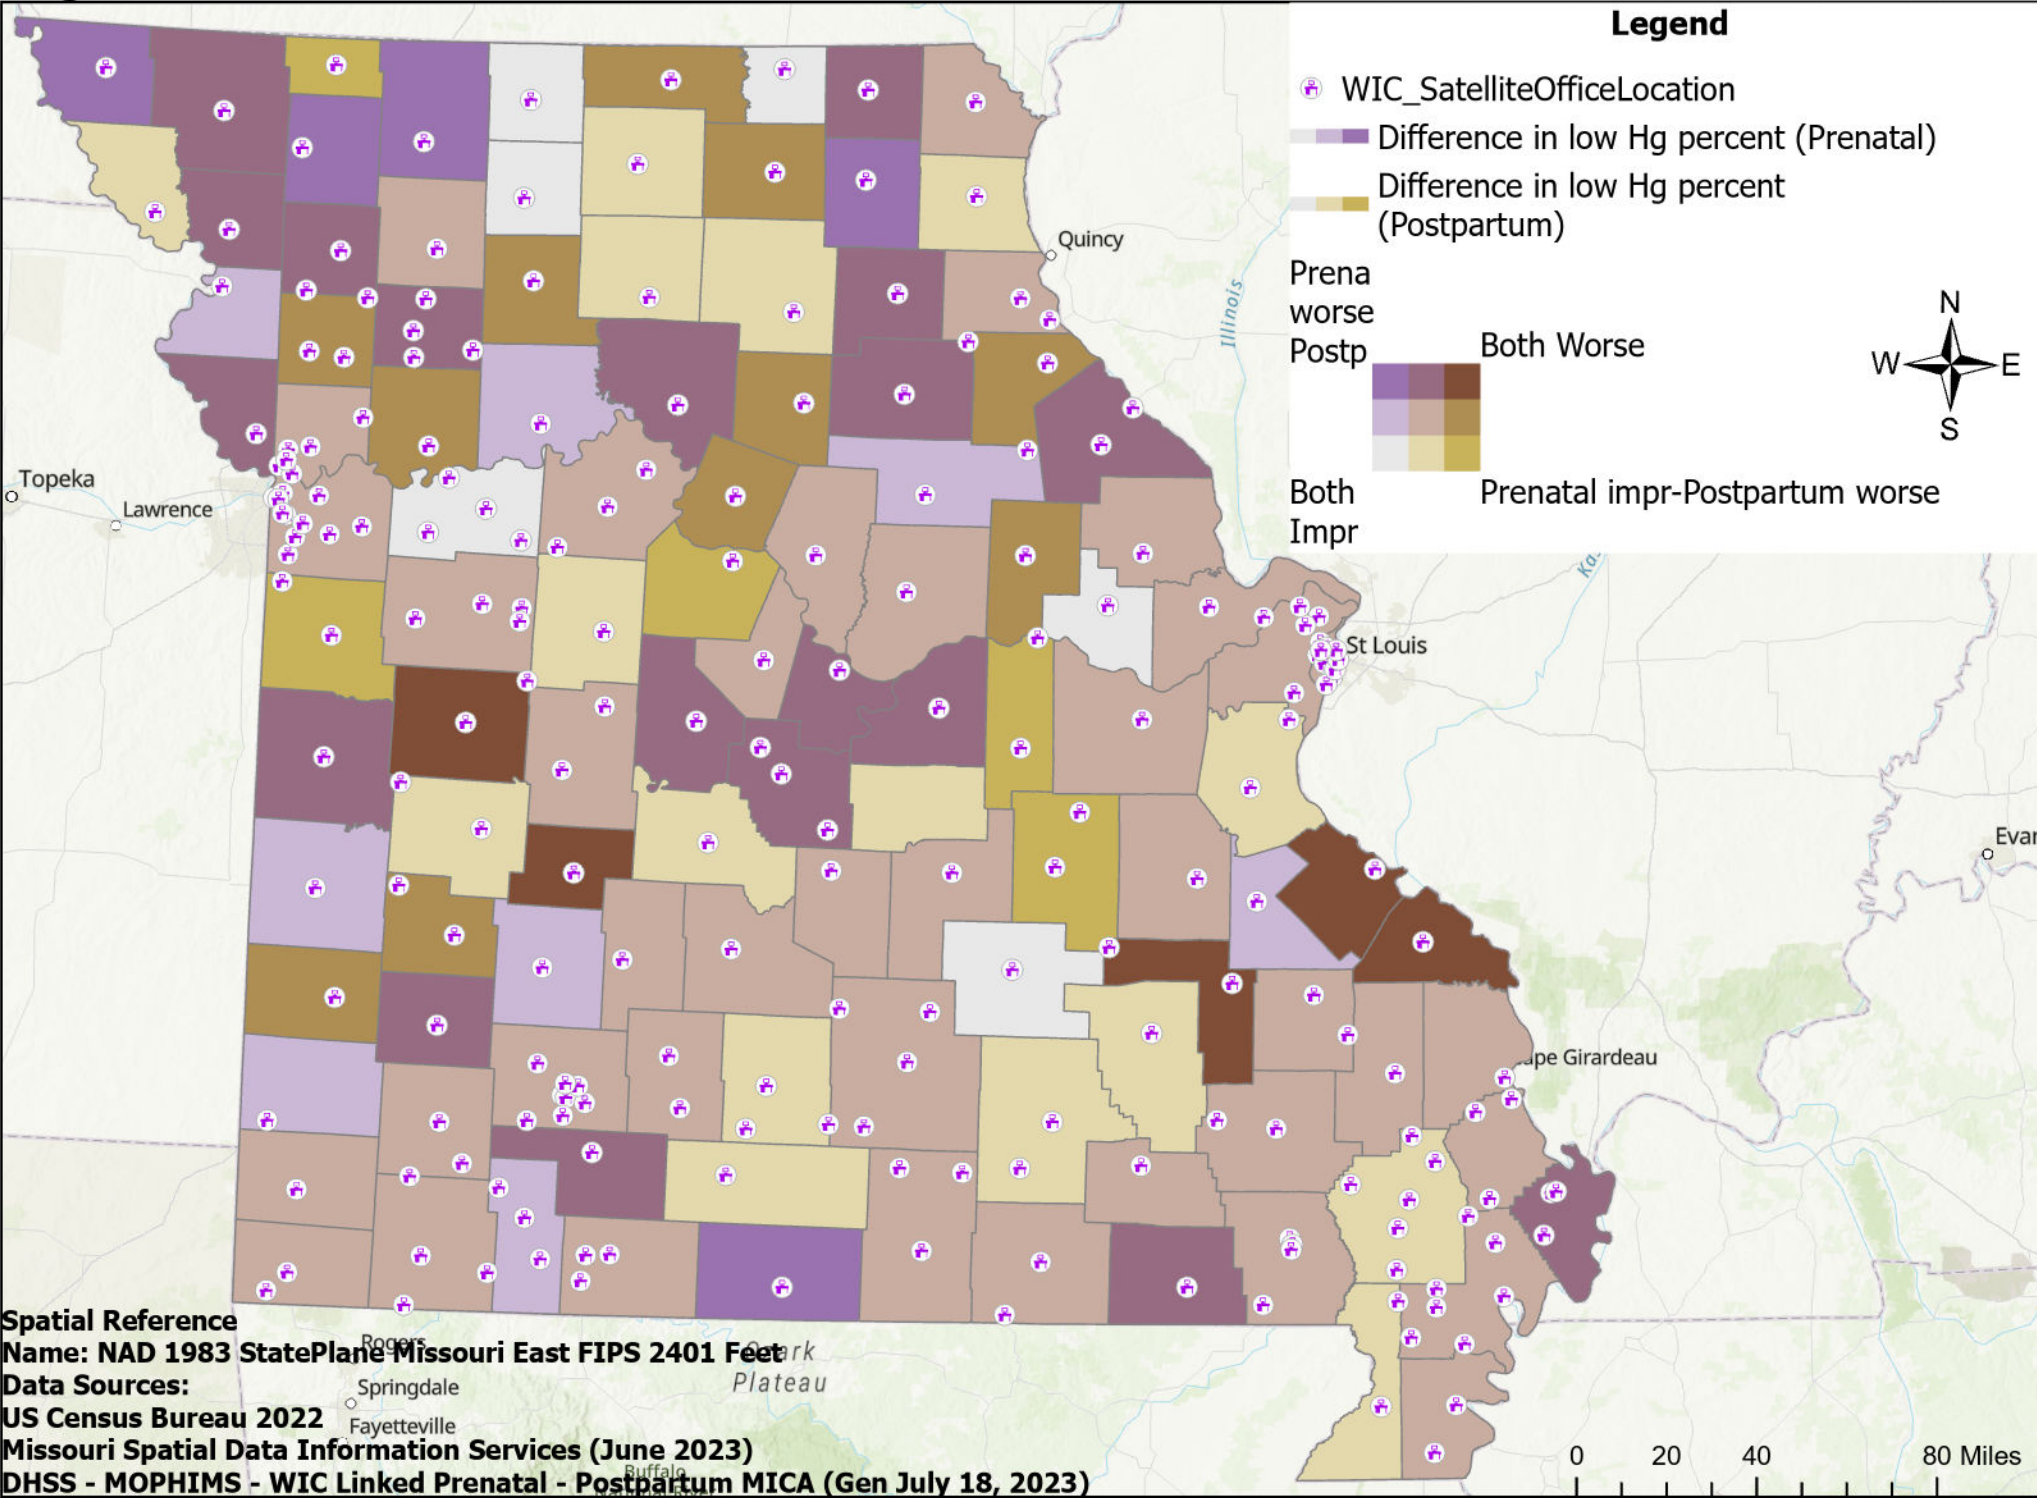 Legend
WIC_SatelliteOfficeLocation
Difference in low Hg percent (Prenatal)
Difference in low Hg percent
(Postpartum)
Prena
worse
Postp
Both Worse
Both
Impr
Prenatal impr-Postpartum worse
N
W
E
S
Quincy
Illinois
Topeka
Lawrence
St Louis
Ka
Evar
ape Girardeau
Spatial Reference
Rogers
Name: NAD 1983 StatePlane Missouri East FIPS 2401 Feet
Ozark
Plateau
Data Sources:
Springdale
US Census Bureau 2022
Fayetteville
Missouri Spatial Data Information Services (June 2023)
Buffalo
DHSS - MOPHIMS - WIC Linked Prenatal - Postpartum MICA (Gen July 18, 2023)
0 20 40 80 Miles